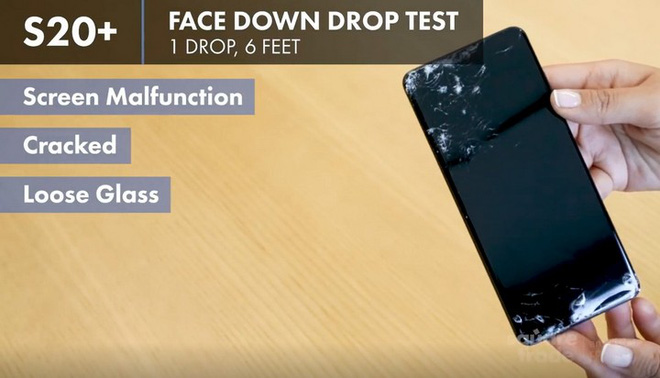 S20+
FACE DOWN DROP TEST
1 DROP, 6 FEET
Screen Malfunction
Cracked
Loose Glass